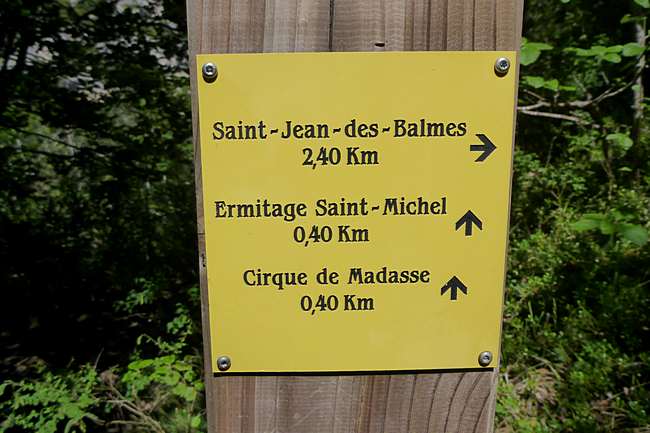 Saint-Jean-des-Balmes
2,40 Km
Ermitage Saint-Michel
0,40 Km
Cirque de Madasse
0,40 Km